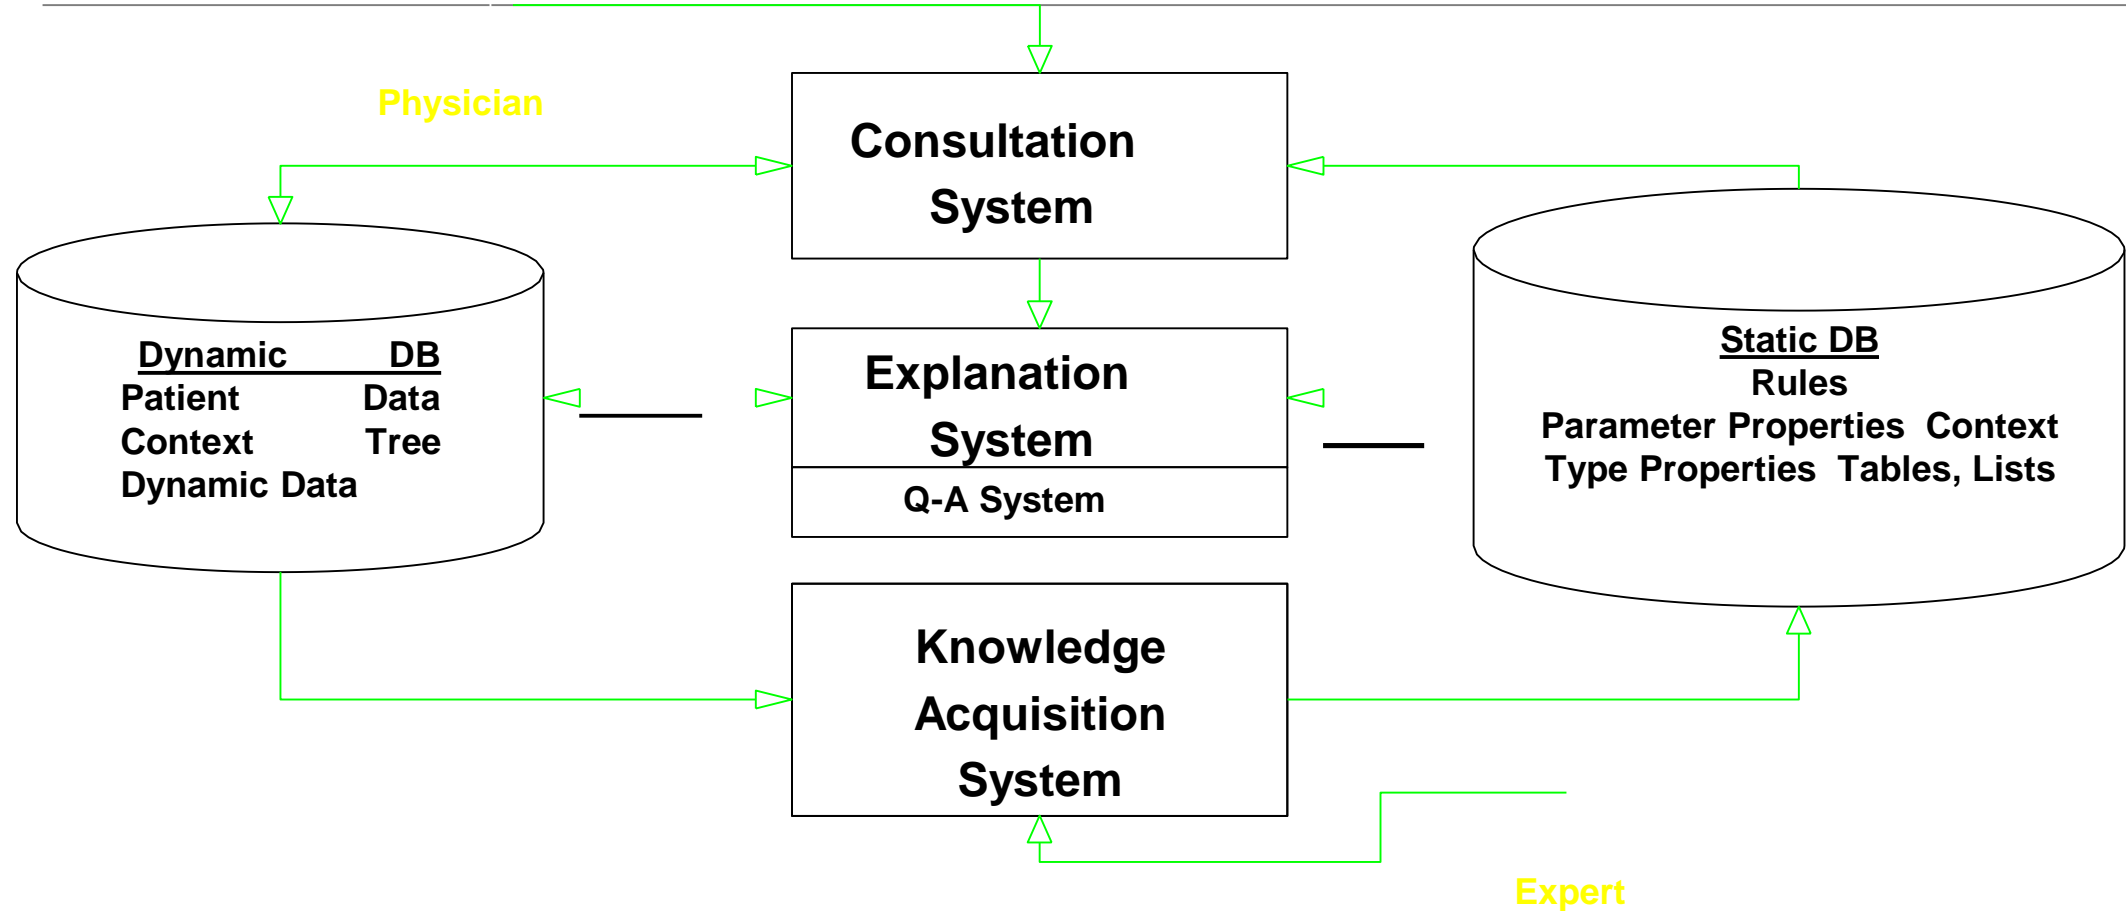 Physician
Consultation
System
Dynamic DB
Patient Data
Context Tree
Dynamic Data
Explanation
System
Q-A System
Static DB
Rules
Parameter Properties Context
Type Properties Tables, Lists
Knowledge
Acquisition
System
Expert